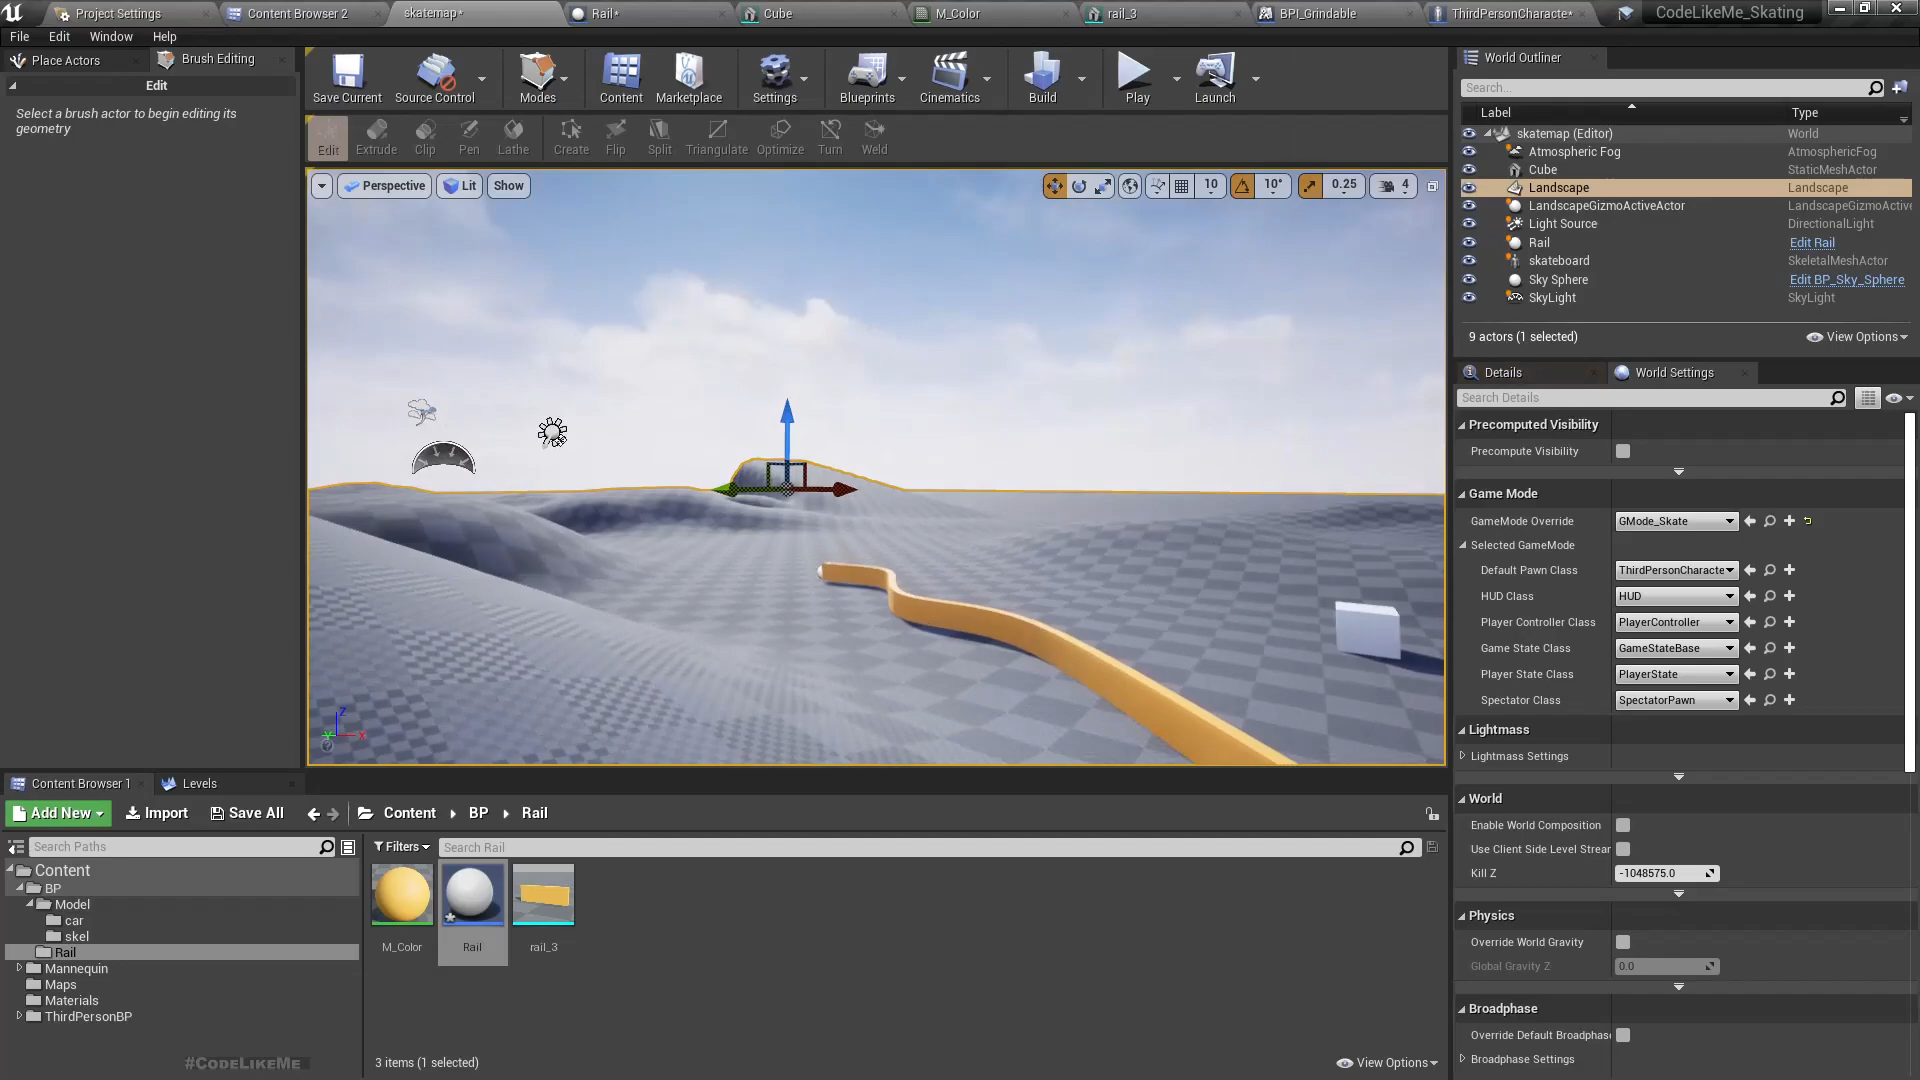 Project Settings
Content Browser 2
skatemap*
Rail*
Cube
M_Color
rail_3
BPI_Grindable
ThirdPersonCharacte*
CodeLikeMe_Skating
File Edit Window Help
Place Actors
Brush Editing
Edit
Select a brush actor to begin editing its
geometry
Save Current
Source Control
Modes
Content
Marketplace
Settings
Blueprints
Cinematics
Build
Play
Launch
Edit
Extrude
Clip
Pen
Lathe
Create
Flip
Split
Triangulate
Optimize
Turn
Weld
Perspective
Lit
Show
10
10°
0.25
4
Z
Y
X
World Outliner
Search...
Label Type
skatemap (Editor) World
Atmospheric Fog AtmosphericFog
Cube StaticMeshActor
Landscape Landscape
LandscapeGizmoActiveActor LandscapeGizmoActive
Light Source DirectionalLight
Rail Edit Rail
skateboard SkeletalMeshActor
Sky Sphere Edit BP_Sky_Sphere
SkyLight SkyLight
9 actors (1 selected)
View Options
Details
World Settings
Search Details
Precomputed Visibility
Precompute Visibility
Game Mode
GameMode Override GMode_Skate
Selected GameMode
Default Pawn Class ThirdPersonCharacte
HUD Class HUD
Player Controller Class PlayerController
Game State Class GameStateBase
Player State Class PlayerState
Spectator Class SpectatorPawn
Lightmass
Lightmass Settings
World
Enable World Composition
Use Client Side Level Strear
Kill Z -1048575.0
Physics
Override World Gravity
Global Gravity Z 0.0
Broadphase
Override Default Broadphase
Broadphase Settings
Content Browser 1
Levels
Add New
Import
Save All
Content
BP
Rail
Search Paths
Filters
Search Rail
Content
BP
Model
car
skel
Rail
Mannequin
Maps
Materials
ThirdPersonBP
M_Color
Rail
rail_3
#CodeLikeMe
3 items (1 selected)
View Options